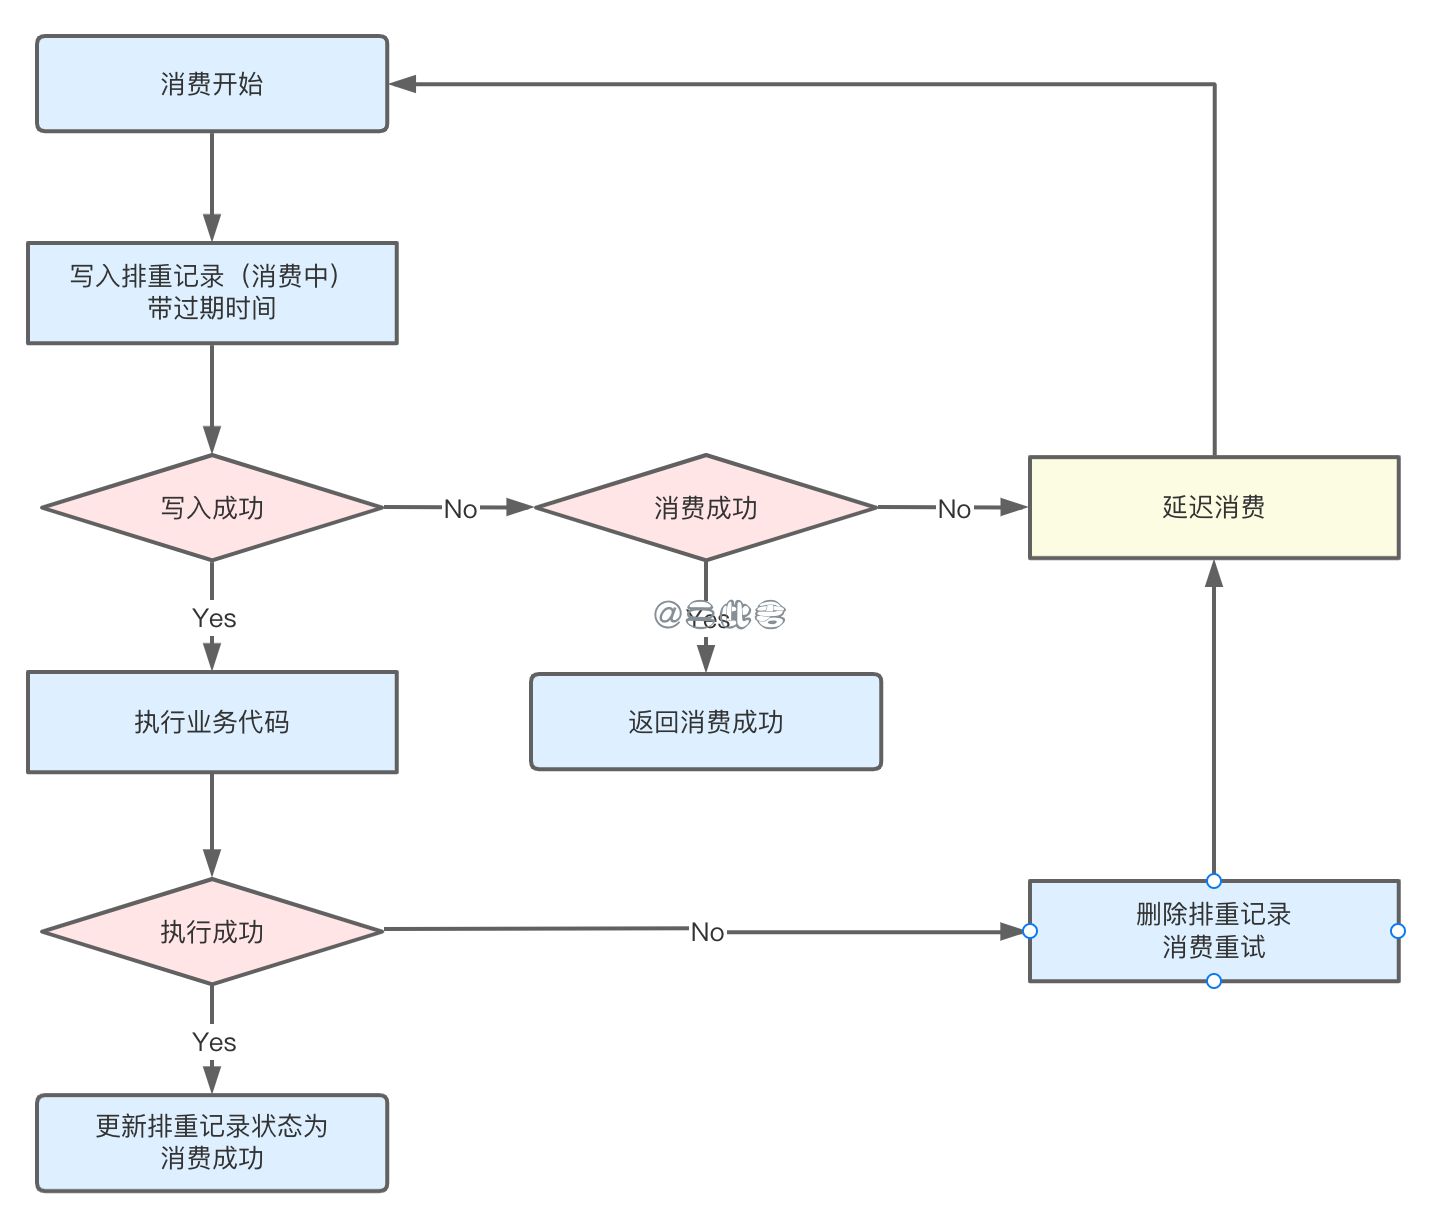 消费开始
写入排重记录（消费中）
带过期时间
写入成功
No
消费成功
No
延迟消费
Yes
Yes
执行业务代码
返回消费成功
执行成功
No
删除排重记录
消费重试
Yes
更新排重记录状态为
消费成功